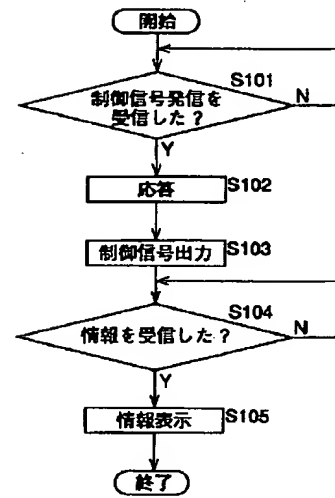 開始
S101
制御信号発信を
受信した？
N
Y
応答
S102
制御信号出力
S103
S104
情報を受信した？
N
Y
情報表示
S105
終了